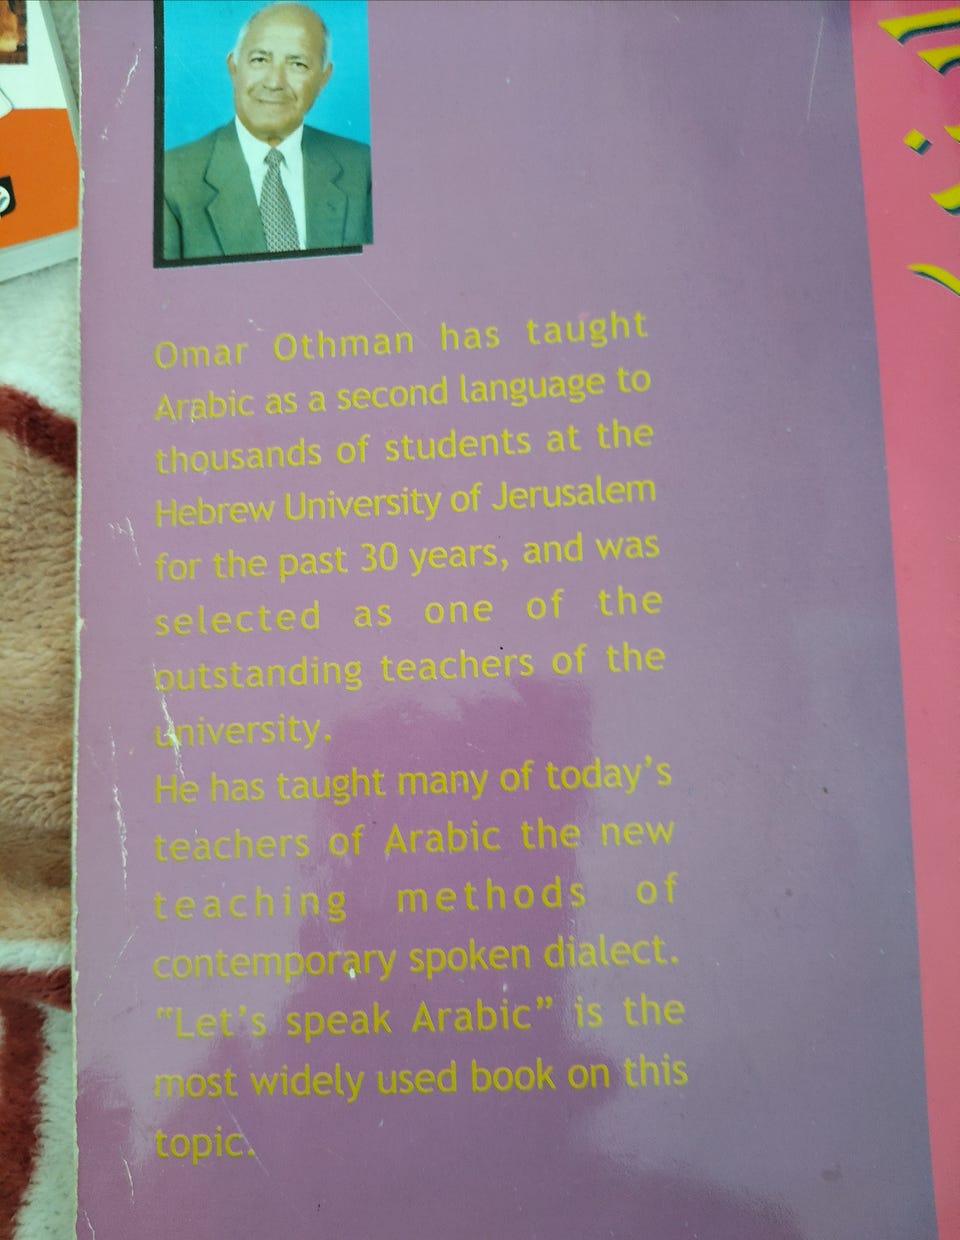 Omar Othman has taught
Arabic as a second language to
thousands of students at the
Hebrew University of Jerusalem
for the past 30 years, and was
selected as one of the
outstanding teachers of the
university.
He has taught many of today's
teachers of Arabic the new
teaching methods of
contemporary spoken dialect.
"Let's speak Arabic" is the
most widely used book on this
topic.